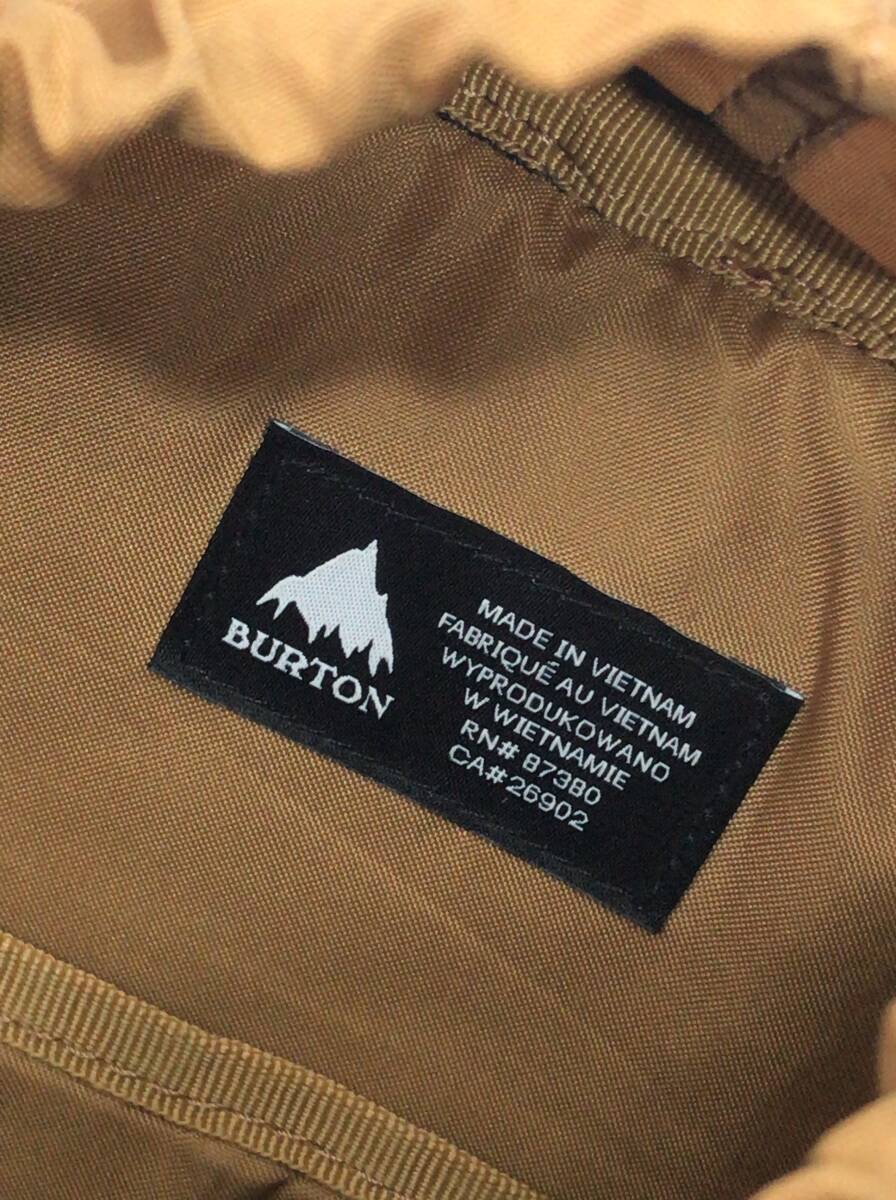 BURTON
MADE IN VIETNAM
FABRIQUÉ AU VIETNAM
WYPRODUKOWANO
W WIETNAMIE
RN# 87380
CA#26902